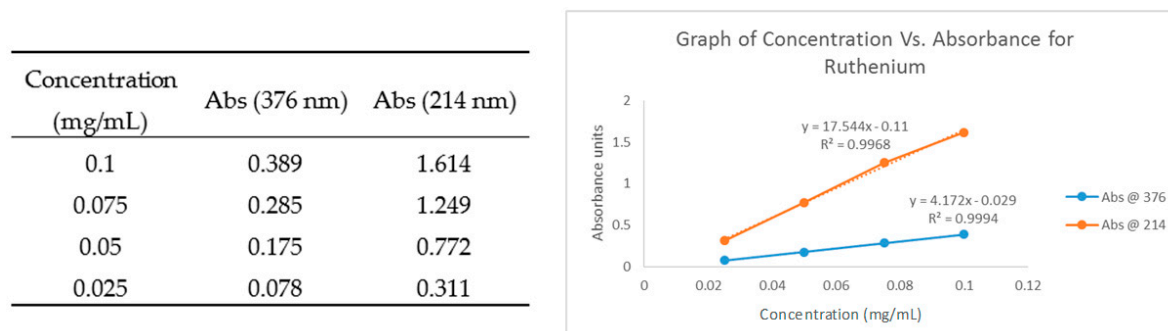 Concentration
(mg/mL)
Abs (376 nm)
Abs (214 nm)
0.1 0.389 1.614
0.075 0.285 1.249
0.05 0.175 0.772
0.025 0.078 0.311
Graph of Concentration Vs. Absorbance for
Ruthenium
2
1.5
1
0.5
0
Absorbance units
y = 17.544x - 0.11
R² = 0.9968
y = 4.172x - 0.029
R² = 0.9994
0 0.02 0.04 0.06 0.08 0.1 0.12
Concentration (mg/mL)
Abs @ 376
Abs @ 214